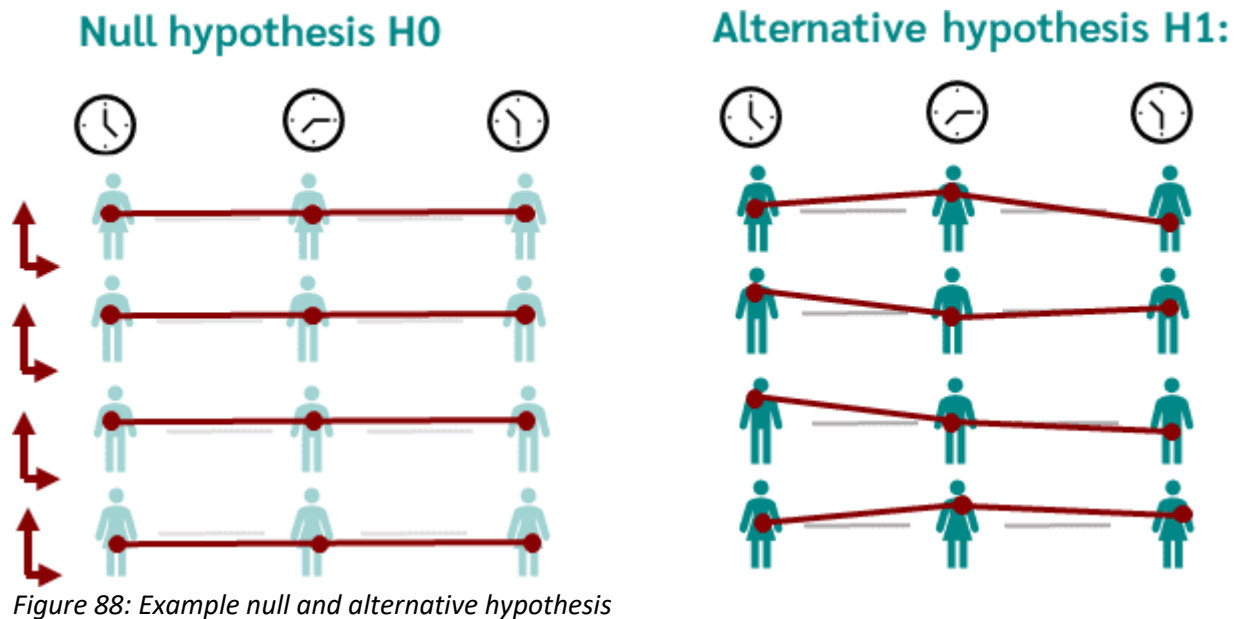 Null hypothesis H0
Alternative hypothesis H1:
Figure 88: Example null and alternative hypothesis